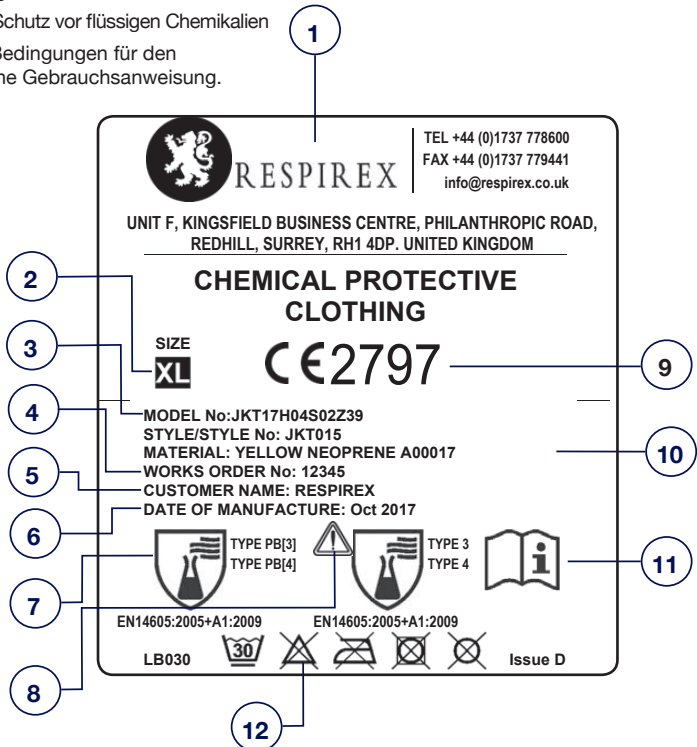 Schutz vor flüssigen Chemikalien
Bedingungen für den
ne Gebrauchsanweisung.
1
RESPIREX
TEL +44 (0)1737 778600
FAX +44 (0)1737 779441
info@respirex.co.uk
UNIT F, KINGSFIELD BUSINESS CENTRE, PHILANTHROPIC ROAD,
REDHILL, SURREY, RH1 4DP. UNITED KINGDOM
2
CHEMICAL PROTECTIVE
CLOTHING
3
SIZE
XL
CE2797
9
4
MODEL No:JKT17H04S02Z39
STYLE/STYLE No: JKT015
MATERIAL: YELLOW NEOPRENE A00017
10
WORKS ORDER No: 12345
5
CUSTOMER NAME: RESPIREX
6
DATE OF MANUFACTURE: Oct 2017
TYPE PB[3]
TYPE PB[4]
TYPE 3
TYPE 4
i
11
7
EN14605:2005+A1:2009
EN14605:2005+A1:2009
8
LB030
30
Issue D
12